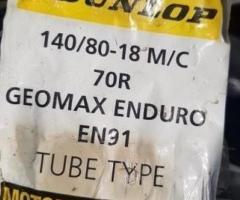 DUNLOP
140/80-18 M/C
70R
GEOMAX ENDURO
EN91
TUBE TYPE